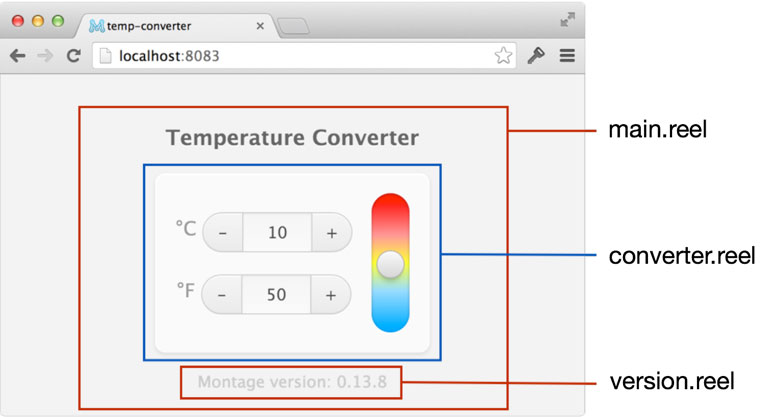 temp-converter
localhost:8083
main.reel
Temperature Converter
°C - 10 +
converter.reel
°F - 50 +
Montage version: 0.13.8
version.reel